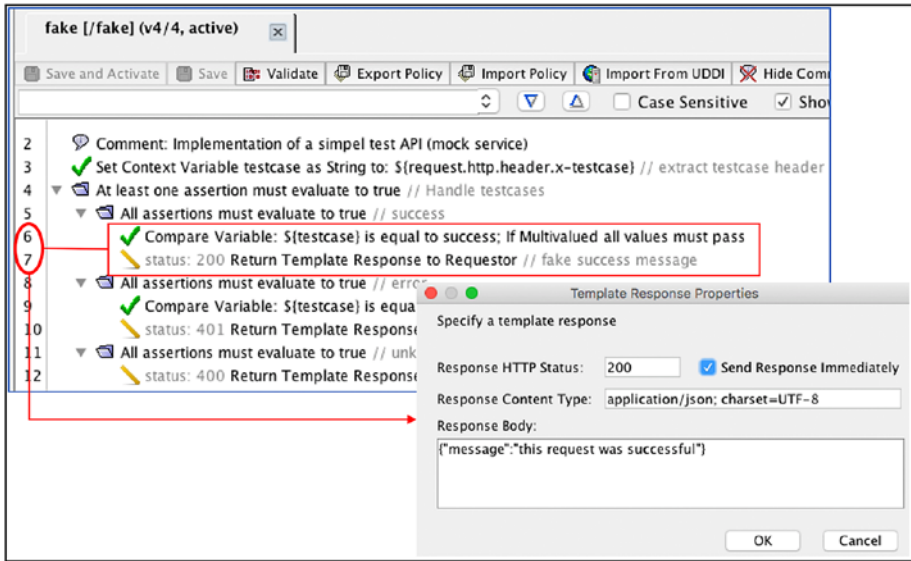 fake [/fake] (v4/4, active)
Save and Activate Save Validate Export Policy Import Policy Import From UDDI Hide Com
Case Sensitive Sho
2 Comment: Implementation of a simpel test API (mock service)
3 Set Context Variable testcase as String to: ${request.http.header.x-testcase} // extract testcase header
4 At least one assertion must evaluate to true // Handle testcases
5 All assertions must evaluate to true // success
6 Compare Variable: ${testcase} is equal to success; If Multivalued all values must pass
7 status: 200 Return Template Response to Requestor // fake success message
8 All assertions must evaluate to true // error
9 Compare Variable: ${testcase} is equa
10 status: 401 Return Template Response
11 All assertions must evaluate to true // unk
12 status: 400 Return Template Response
Template Response Properties
Specify a template response
Response HTTP Status: 200 Send Response Immediately
Response Content Type: application/json; charset=UTF-8
Response Body:
{"message":"this request was successful"}
OK Cancel